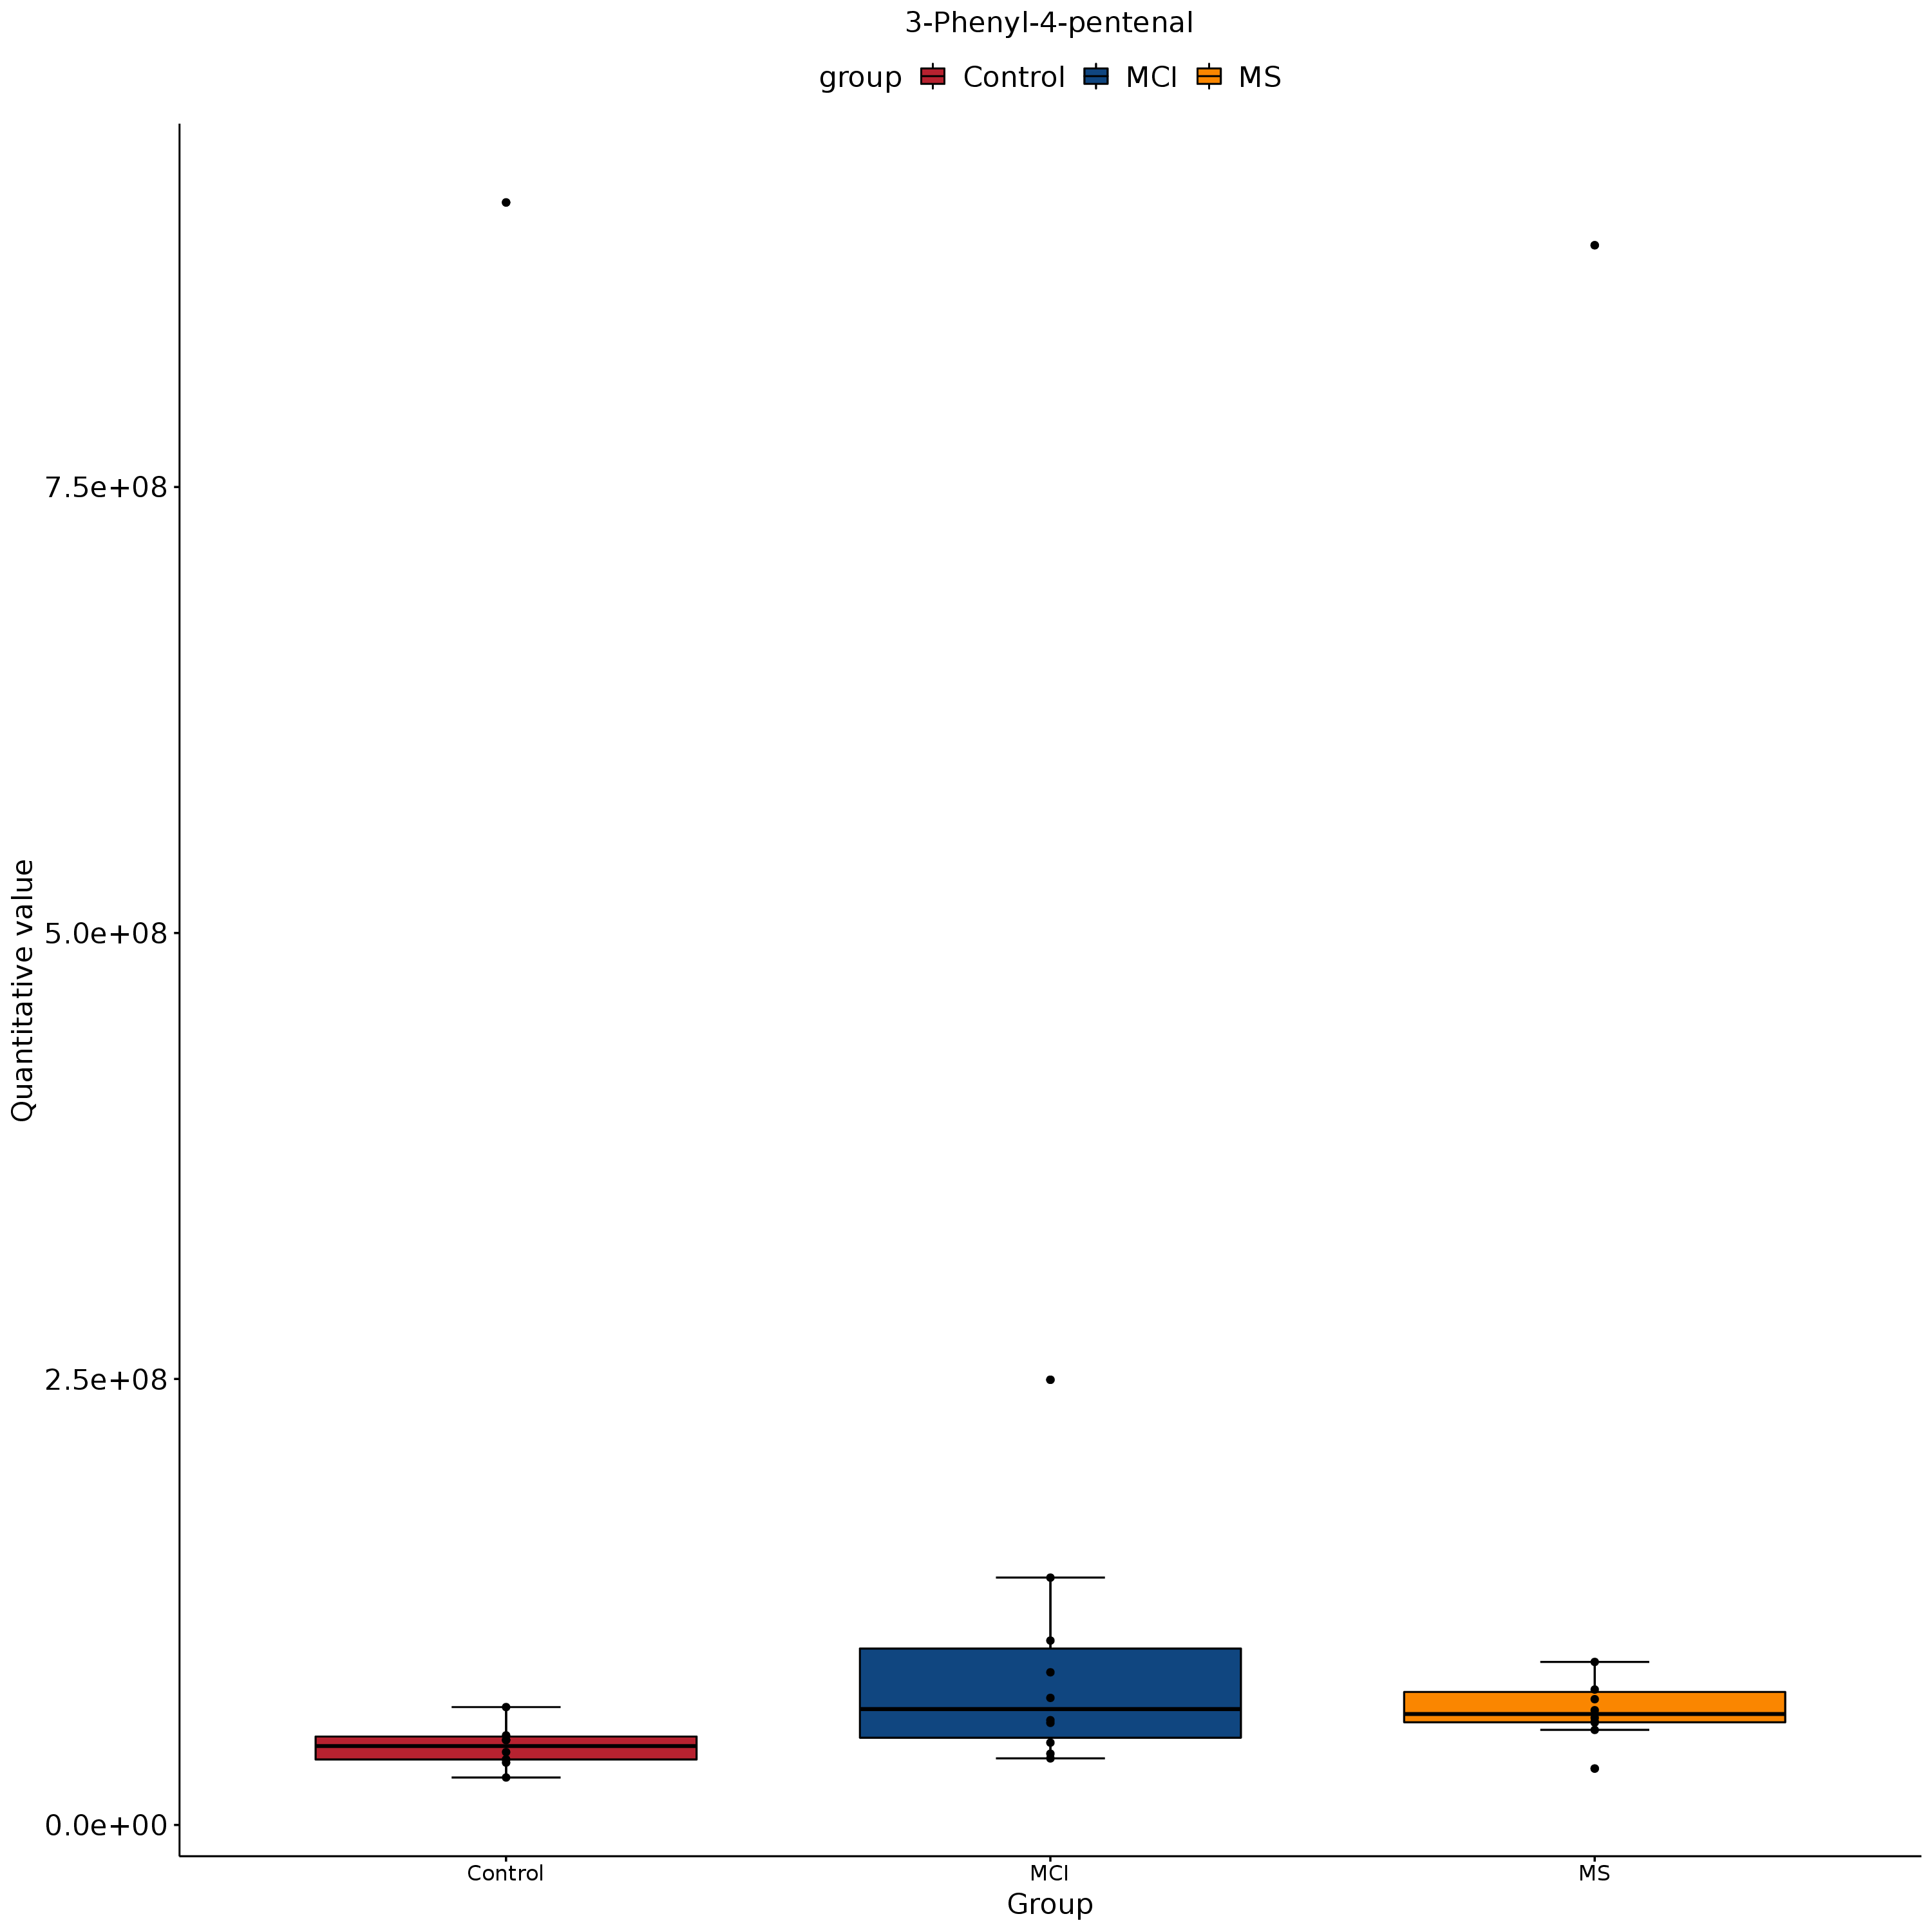 3-Phenyl-4-pentenal
group Control MCI MS
Quantitative value
7.5e+08
5.0e+08
2.5e+08
0.0e+00
Control MCI MS
Group